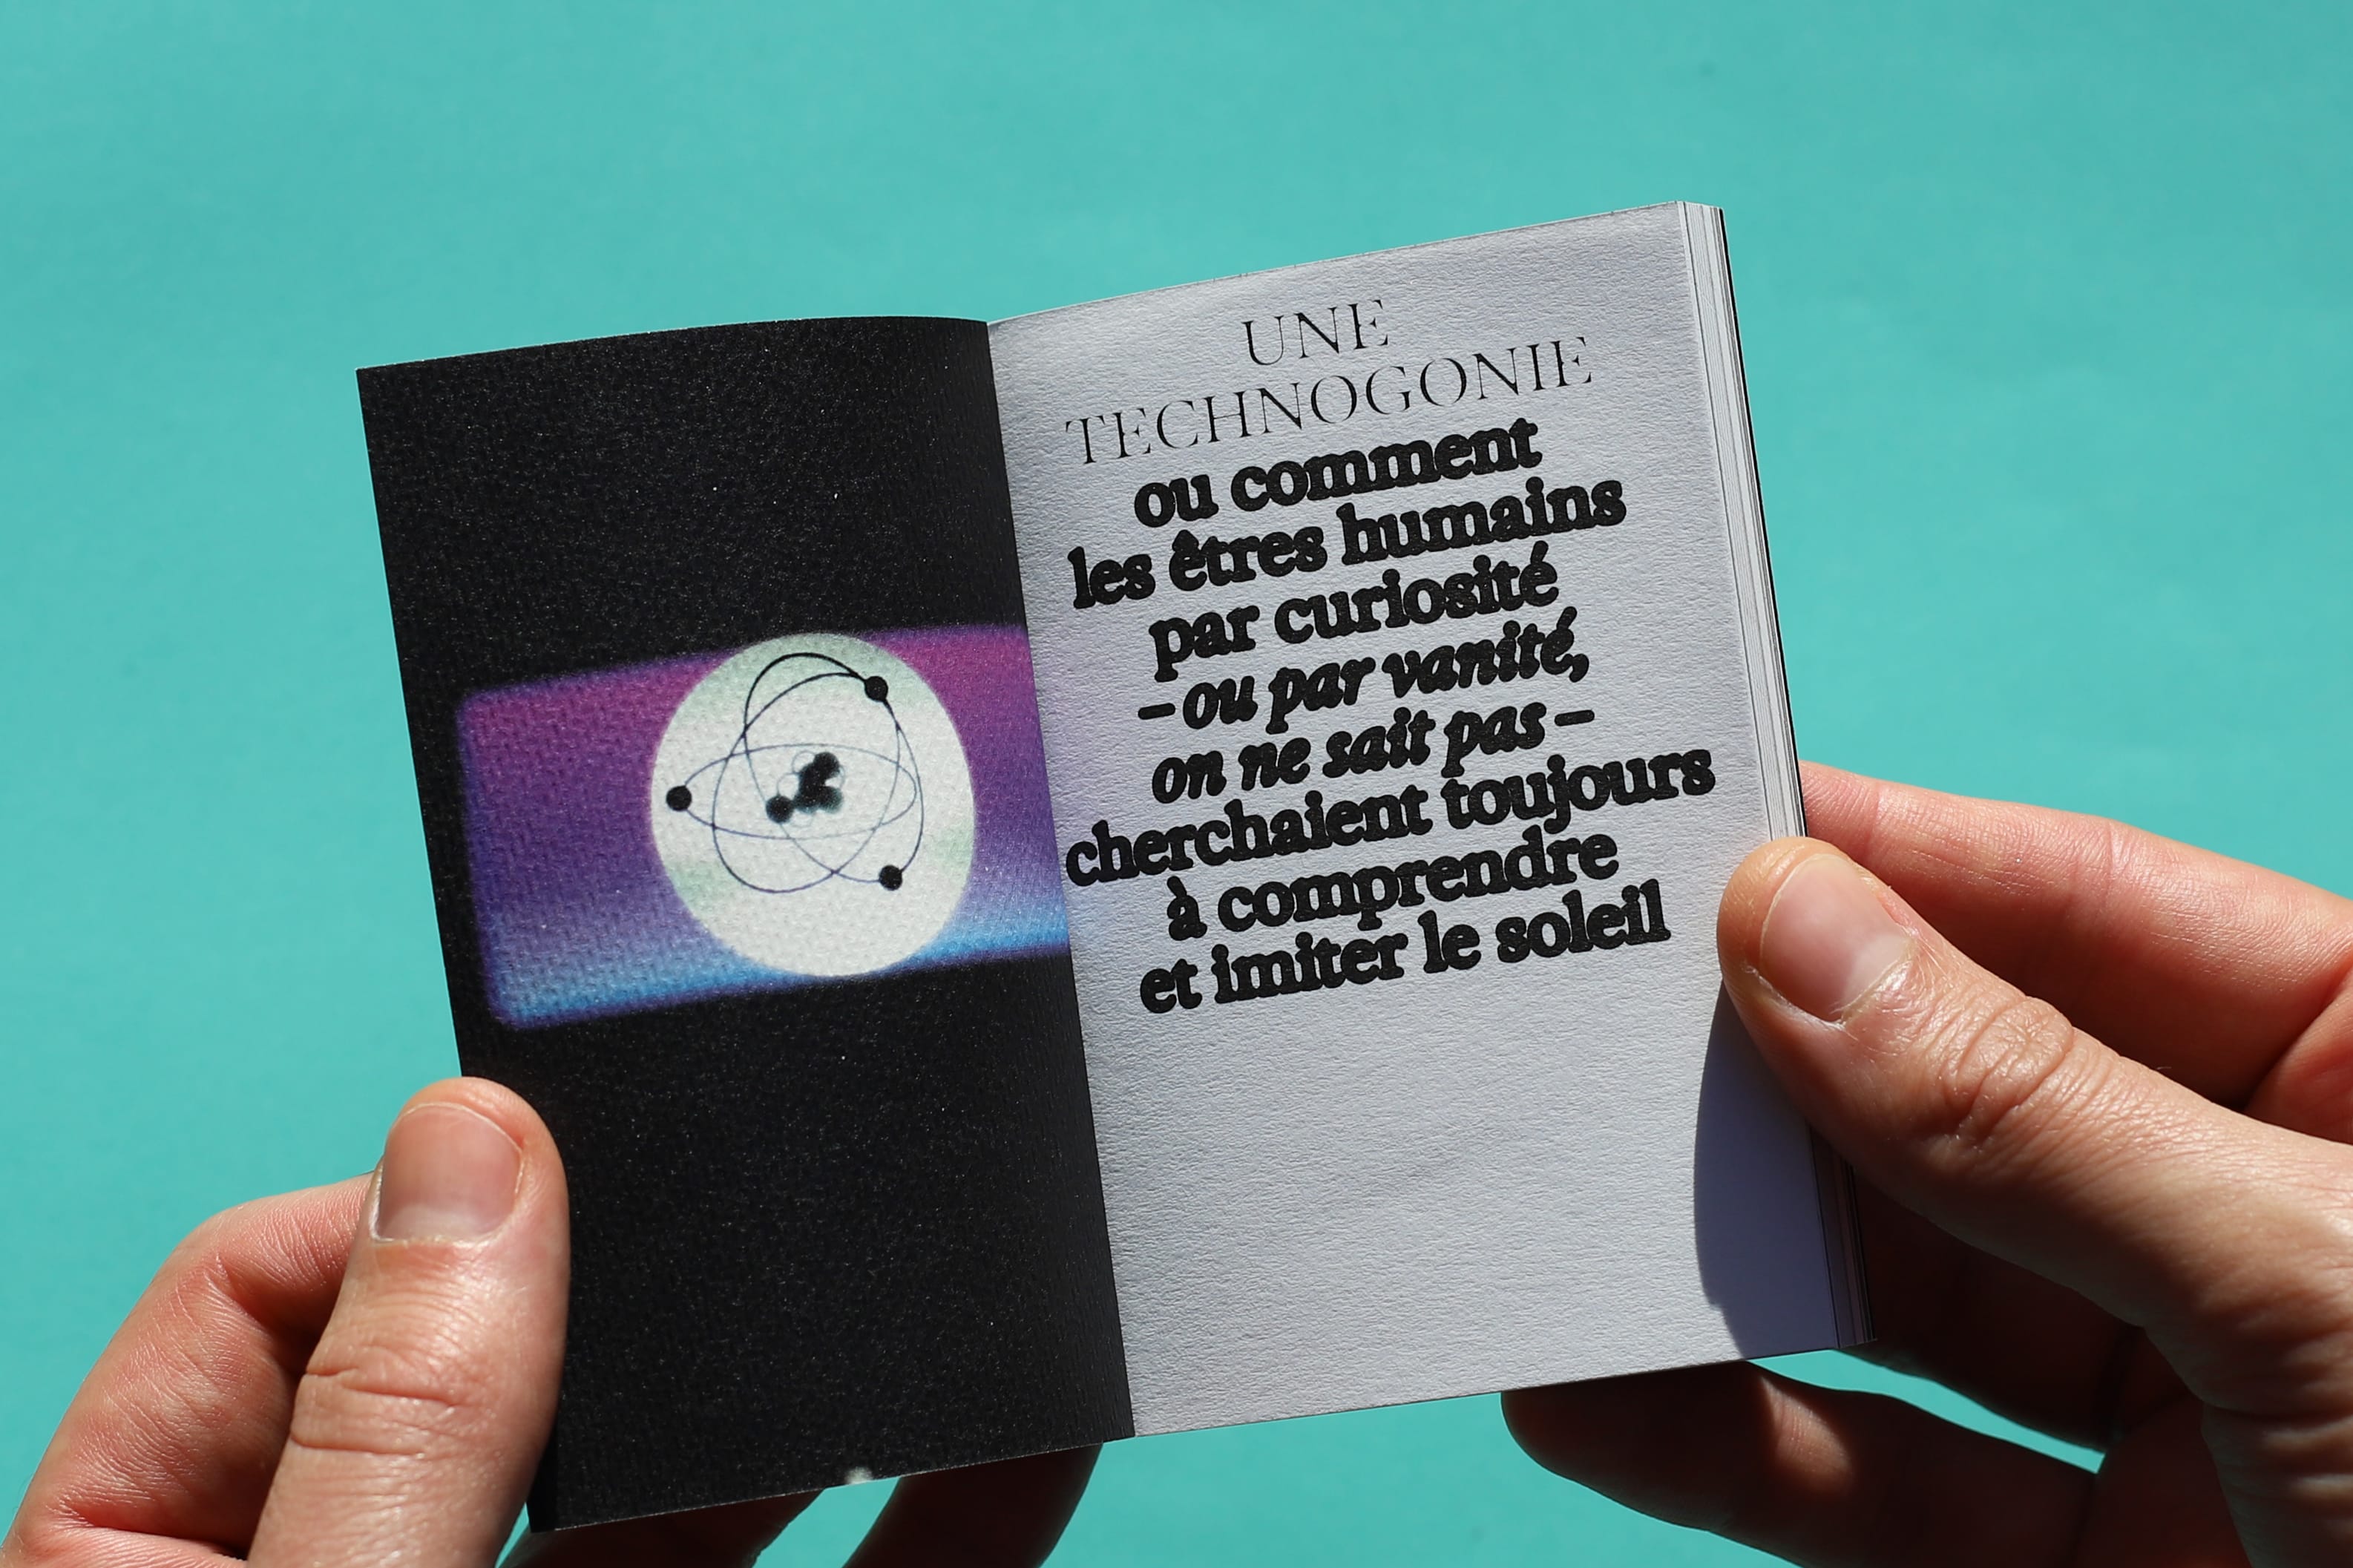 UNE
TECHNOGONIE
ou comment
les êtres humains
par curiosité
– ou par vanité,
on ne sait pas –
cherchaient toujours
à comprendre
et imiter le soleil